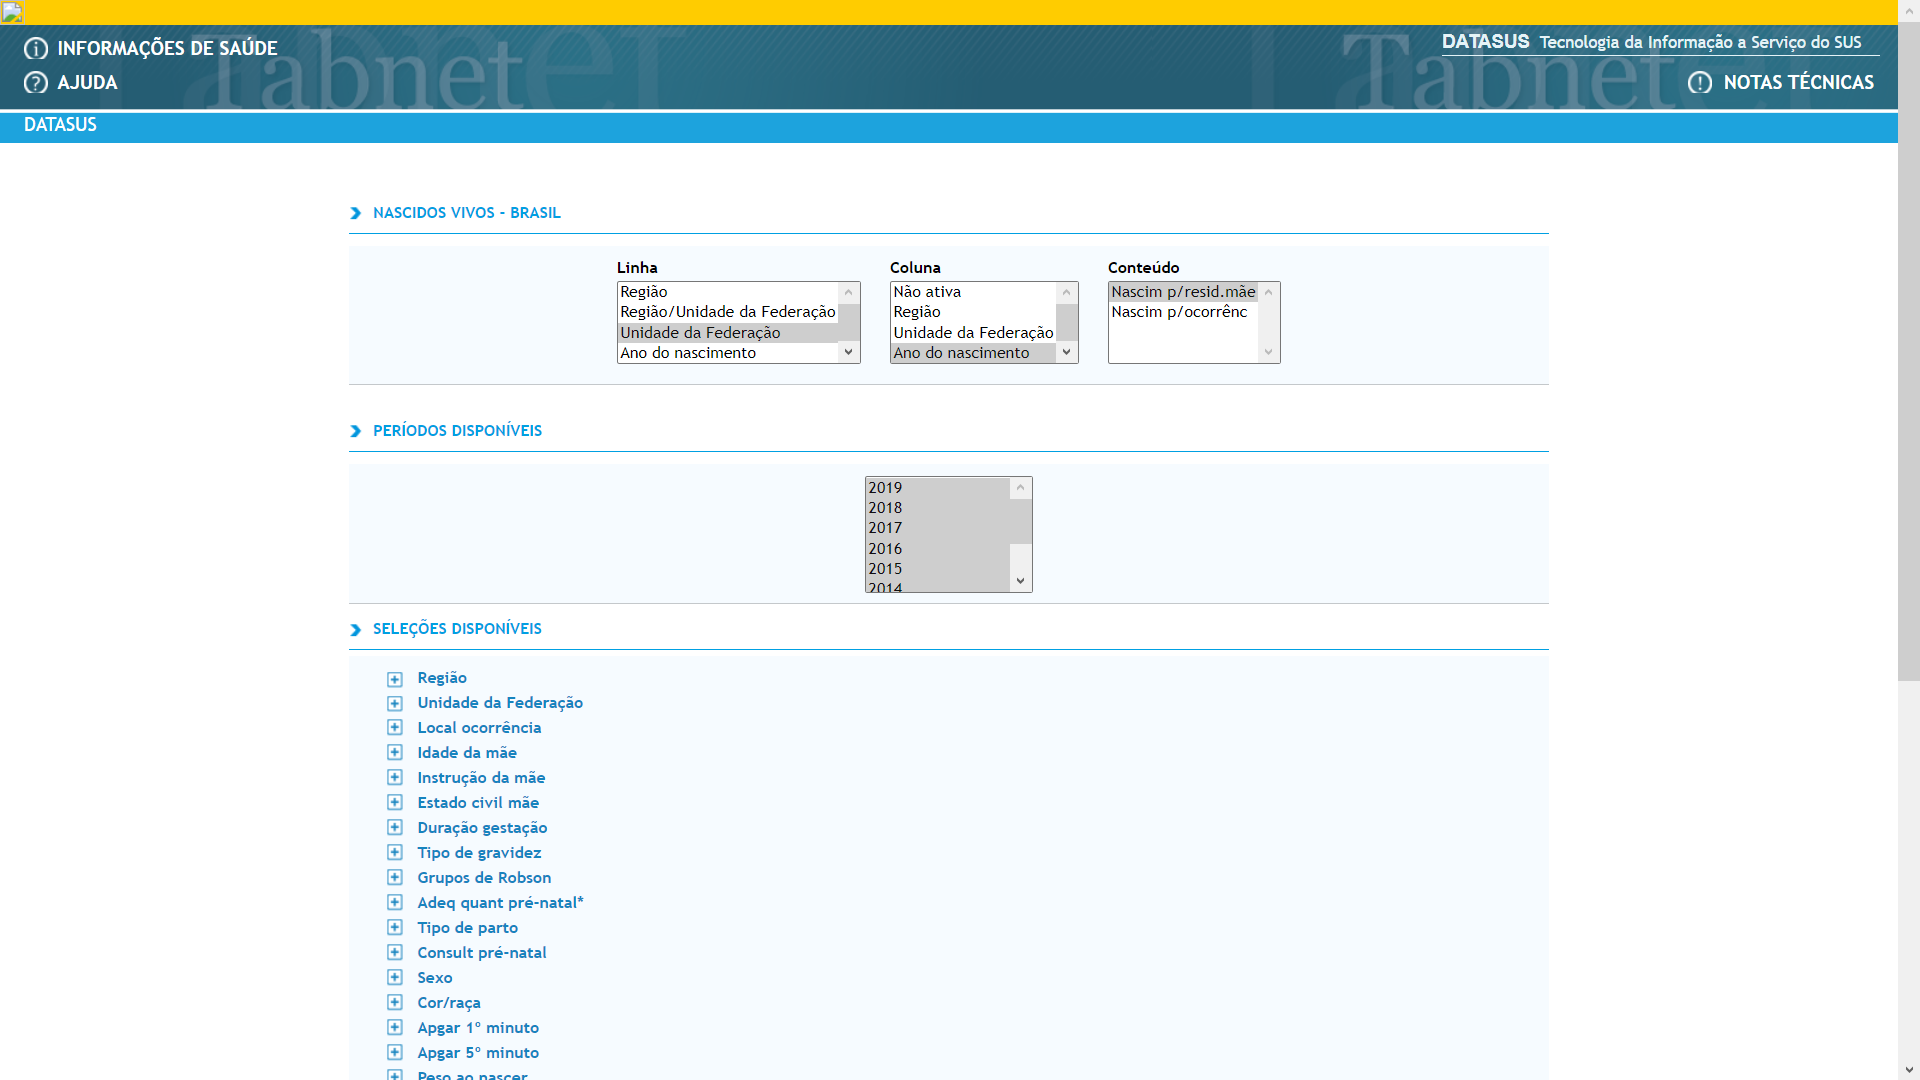 INFORMAÇÕES DE SAÚDE
AJUDA
Tabnet
Tabnet
DATASUS Tecnologia da Informação a Serviço do SUS
NOTAS TÉCNICAS
DATASUS
NASCIDOS VIVOS - BRASIL
Linha
Região
Região/Unidade da Federação
Unidade da Federação
Ano do nascimento
Coluna
Não ativa
Região
Unidade da Federação
Ano do nascimento
Conteúdo
Nascim p/resid.mãe
Nascim p/ocorrênc
PERÍODOS DISPONÍVEIS
2019
2018
2017
2016
2015
2014
SELEÇÕES DISPONÍVEIS
Região
Unidade da Federação
Local ocorrência
Idade da mãe
Instrução da mãe
Estado civil mãe
Duração gestação
Tipo de gravidez
Grupos de Robson
Adeq quant pré-natal*
Tipo de parto
Consult pré-natal
Sexo
Cor/raça
Apgar 1º minuto
Apgar 5º minuto
Peso ao nascer